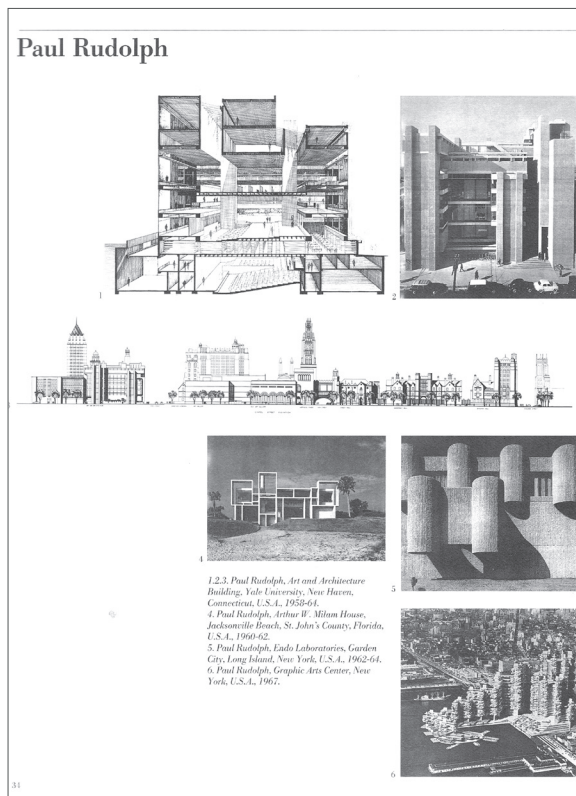 Paul Rudolph
1
2
4
1.2.3. Paul Rudolph, Art and Architecture
Building, Yale University, New Haven,
Connecticut, U.S.A., 1958-64.
4. Paul Rudolph, Arthur W. Milam House,
Jacksonville Beach, St. John's County, Florida,
U.S.A., 1960-62.
5. Paul Rudolph, Endo Laboratories, Garden
City, Long Island, New York, U.S.A., 1962-64.
6. Paul Rudolph, Graphic Arts Center, New
York, U.S.A., 1967.
5
6
34